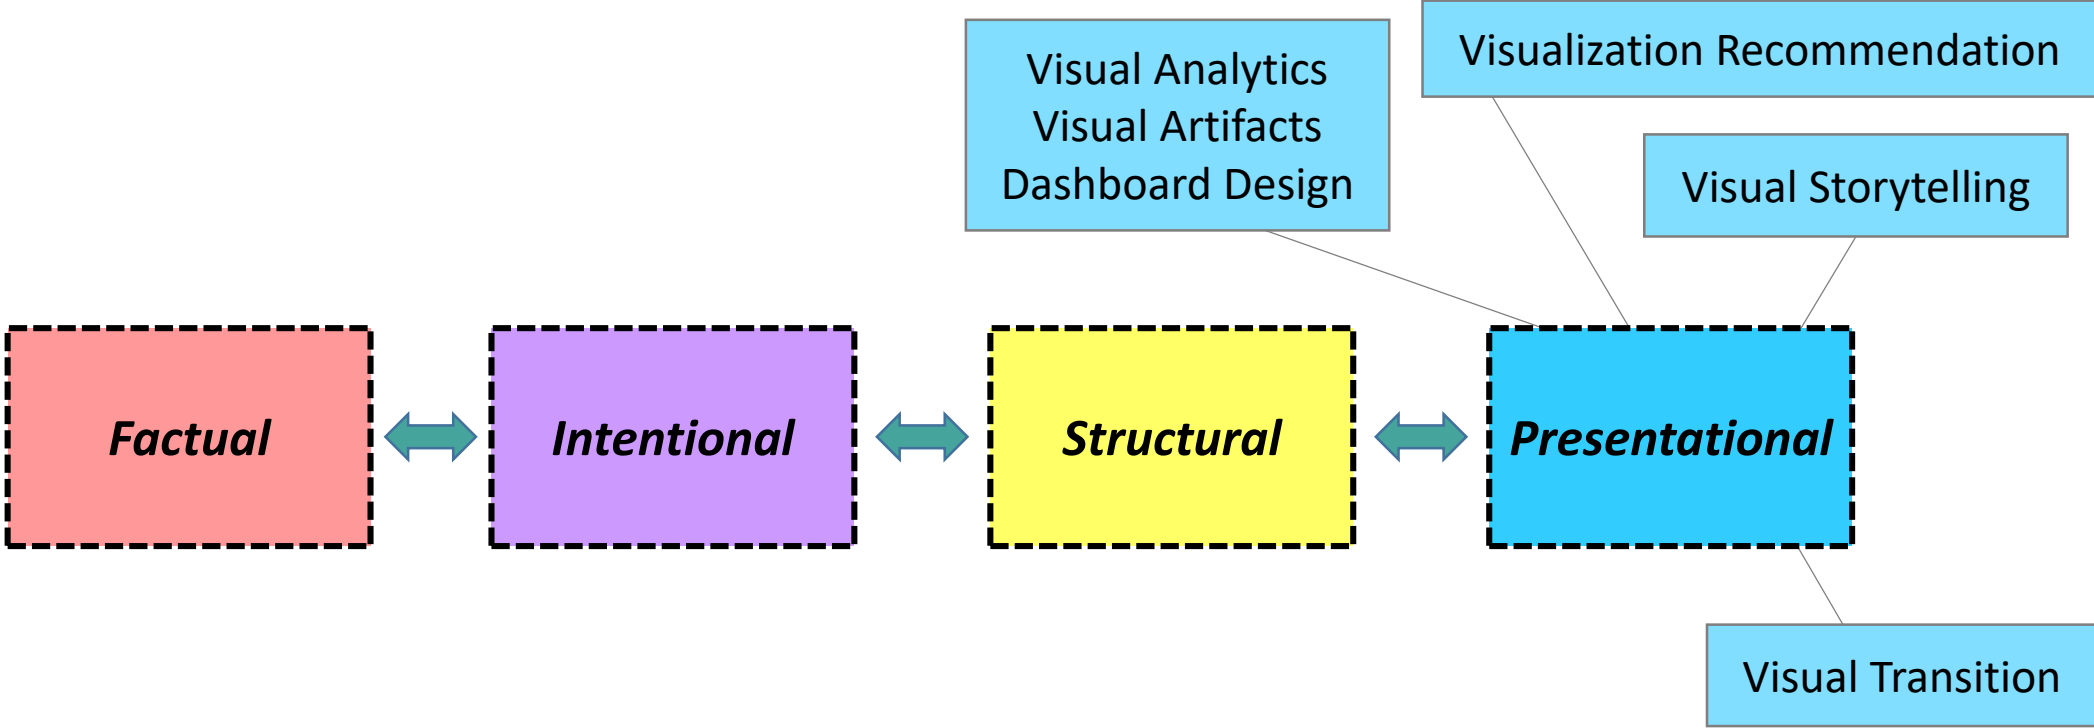 Visual Analytics
Visual Artifacts
Dashboard Design
Visualization Recommendation
Visual Storytelling
Factual
Intentional
Structural
Presentational
Visual Transition